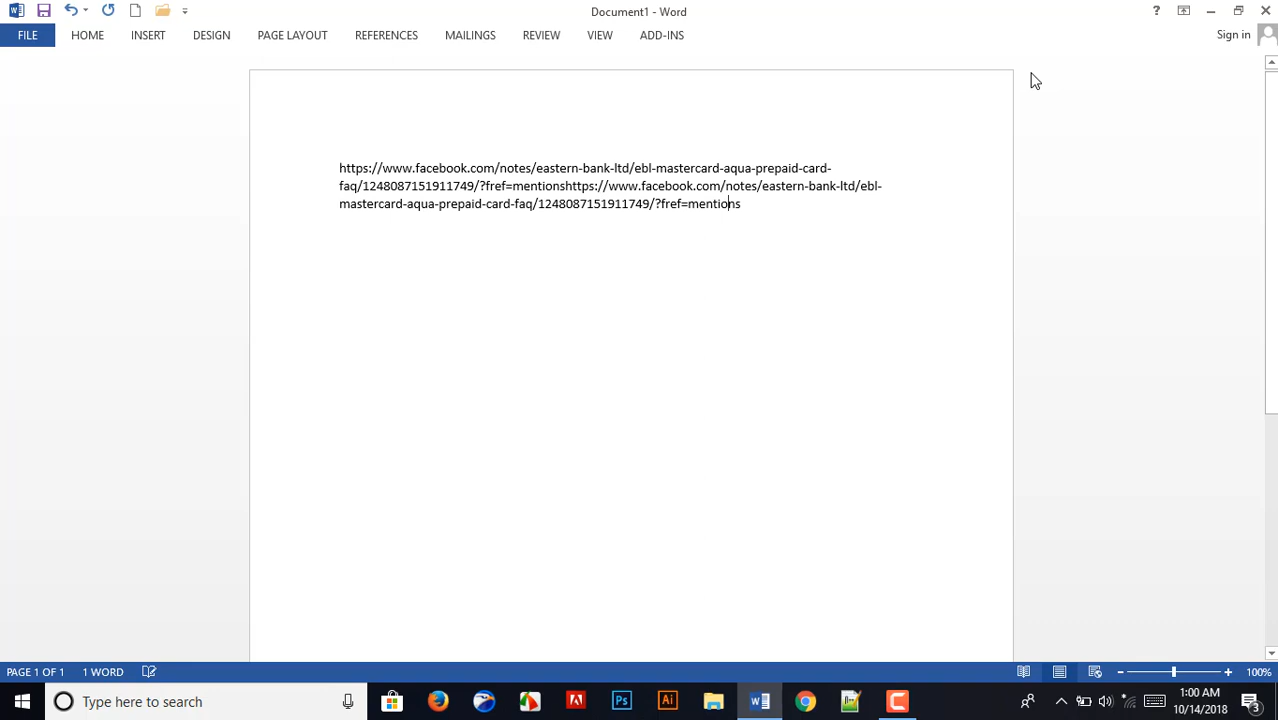 Document1 - Word
?
FILE HOME INSERT DESIGN PAGE LAYOUT REFERENCES MAILINGS REVIEW VIEW ADD-INS Sign in
https://www.facebook.com/notes/eastern-bank-ltd/ebl-mastercard-aqua-prepaid-card-
faq/1248087151911749/?fref=mentionshttps://www.facebook.com/notes/eastern-bank-ltd/ebl-
mastercard-aqua-prepaid-card-faq/1248087151911749/?fref=mentions
PAGE 1 OF 1 1 WORD 100%
Type here to search Ps Ai 1:00 AM
10/14/2018 3